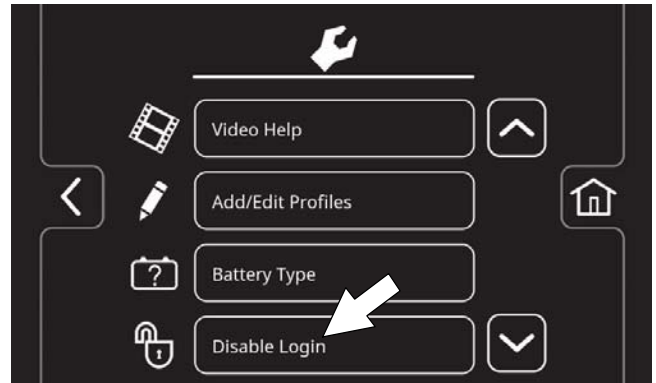 Video Help
Add/Edit Profiles
Battery Type
Disable Login